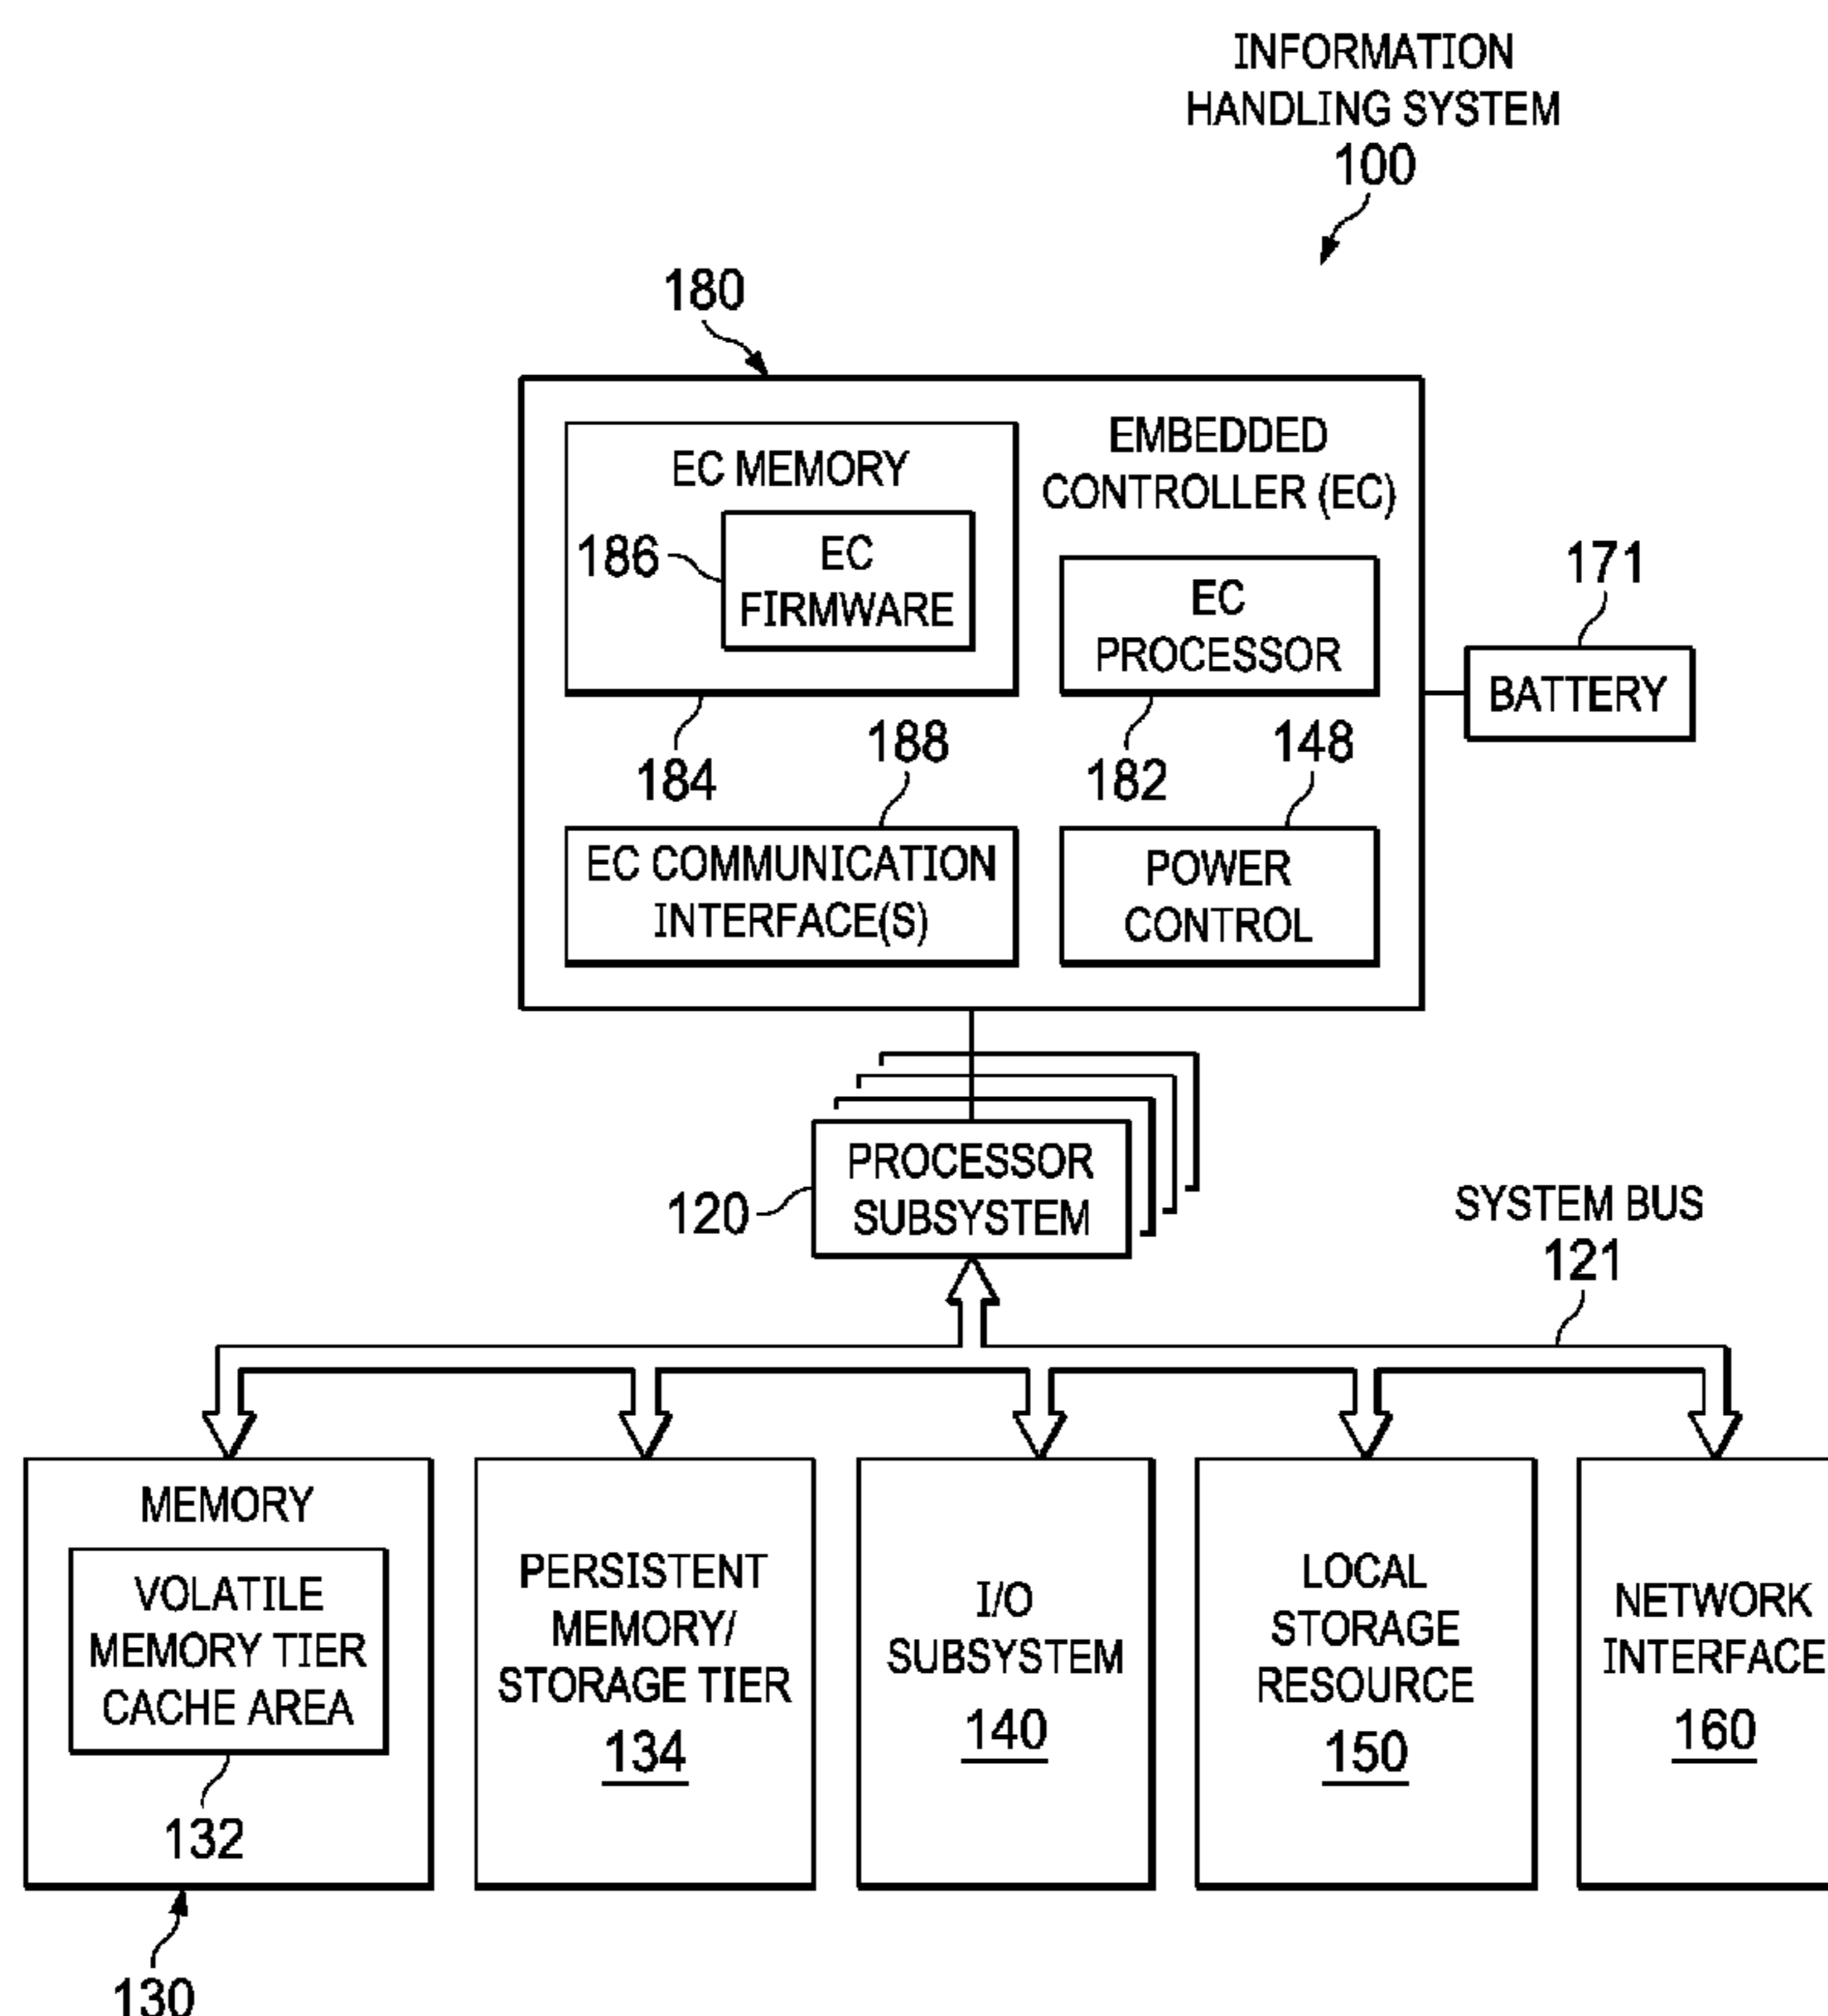 INFORMATION
HANDLING SYSTEM
100
180
EC MEMORY
186
EC
FIRMWARE
184
EMBEDDED
CONTROLLER (EC)
EC
PROCESSOR
182
171
BATTERY
188
EC COMMUNICATION
INTERFACE(S)
148
POWER
CONTROL
PROCESSOR
SUBSYSTEM
120
SYSTEM BUS
121
MEMORY
VOLATILE
MEMORY TIER
CACHE AREA
132
130
PERSISTENT
MEMORY/
STORAGE TIER
134
I/O
SUBSYSTEM
140
LOCAL
STORAGE
RESOURCE
150
NETWORK
INTERFACE
160